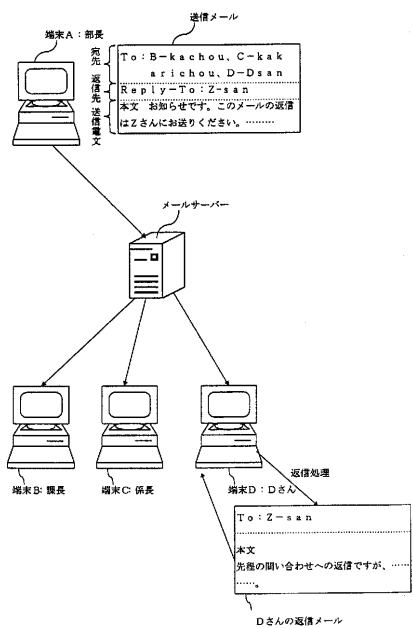 送信メール
端末A：部長
宛先
To：B－kachou、C－kak
arichou、D－Dsan
返信先
Reply－To：Z-san
送信電文
本文　お知らせです。このメールの返信
はZさんにお送りください。………
メールサーバー
端末B：課長
端末C：係長
端末D：Dさん
返信処理
To：Z－san
本文
先程の問い合わせへの返信ですが、……
………。
Dさんの返信メール